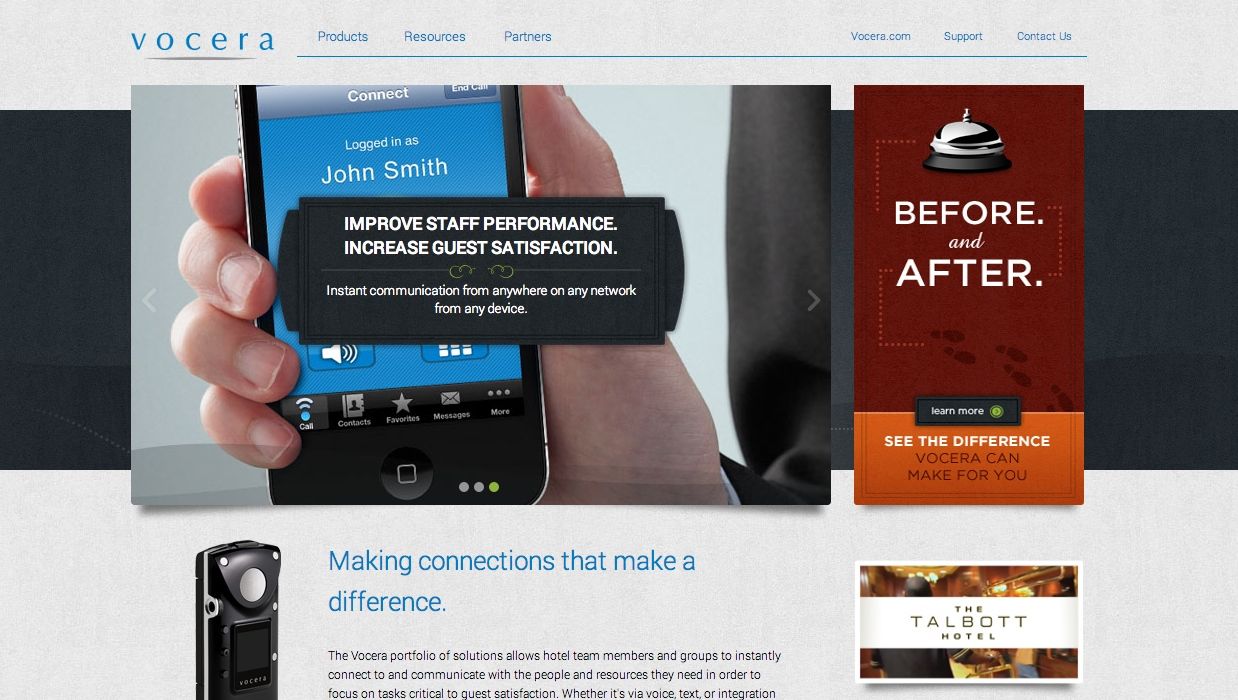 vocera
Products
Resources
Partners
Vocera.com
Support
Contact Us
Connect
End Call
Logged in as
John Smith
IMPROVE STAFF PERFORMANCE.
INCREASE GUEST SATISFACTION.
Instant communication from anywhere on any network
from any device.
Call
Contacts
Favorites
Messages
More
BEFORE.
and
AFTER.
learn more
SEE THE DIFFERENCE
VOCERA CAN
MAKE FOR YOU
Making connections that make a
difference.
The Vocera portfolio of solutions allows hotel team members and groups to instantly
connect to and communicate with the people and resources they need in order to
focus on tasks critical to guest satisfaction. Whether it's via voice, text, or integration
vocera
THE
TALBOTT
HOTEL